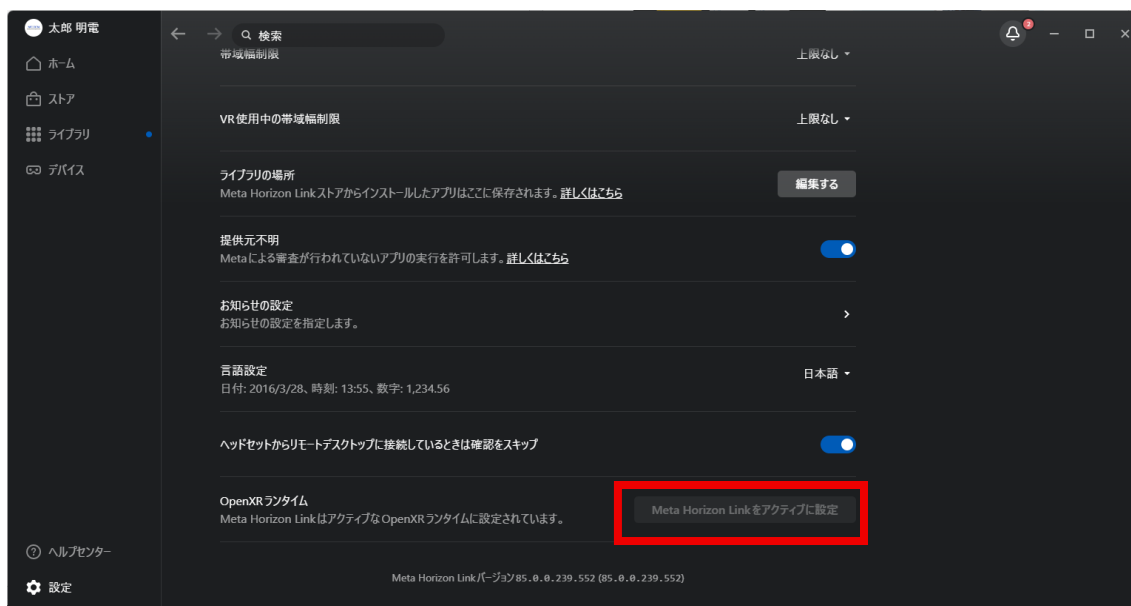 太郎 明電
検索
2
ホーム
ストア
ライブラリ
デバイス
帯域幅制限
上限なし
VR使用中の帯域幅制限
上限なし
ライブラリの場所
Meta Horizon Linkストアからインストールしたアプリはここに保存されます。詳しくはこちら
編集する
提供元不明
Metaによる審査が行われていないアプリの実行を許可します。詳しくはこちら
お知らせの設定
お知らせの設定を指定します。
言語設定
日付: 2016/3/28、時刻: 13:55、数字: 1,234.56
日本語
ヘッドセットからリモートデスクトップに接続しているときは確認をスキップ
OpenXRランタイム
Meta Horizon LinkはアクティブなOpenXRランタイムに設定されています。
Meta Horizon Linkをアクティブに設定
ヘルプセンター
設定
Meta Horizon Linkバージョン85.0.0.239.552 (85.0.0.239.552)